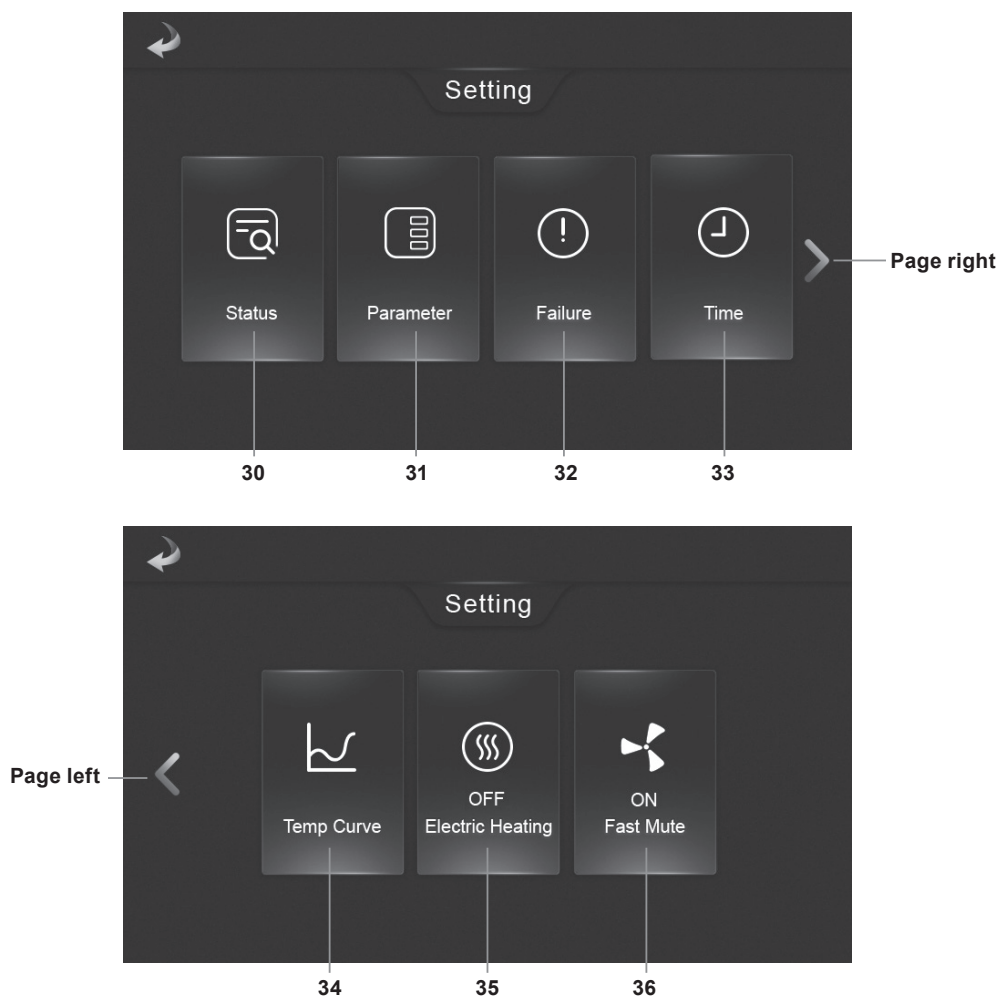 Setting
Status
Parameter
Failure
Time
Page right
30
31
32
33
Setting
Page left
OFF
ON
Temp Curve
Electric Heating
Fast Mute
34
35
36